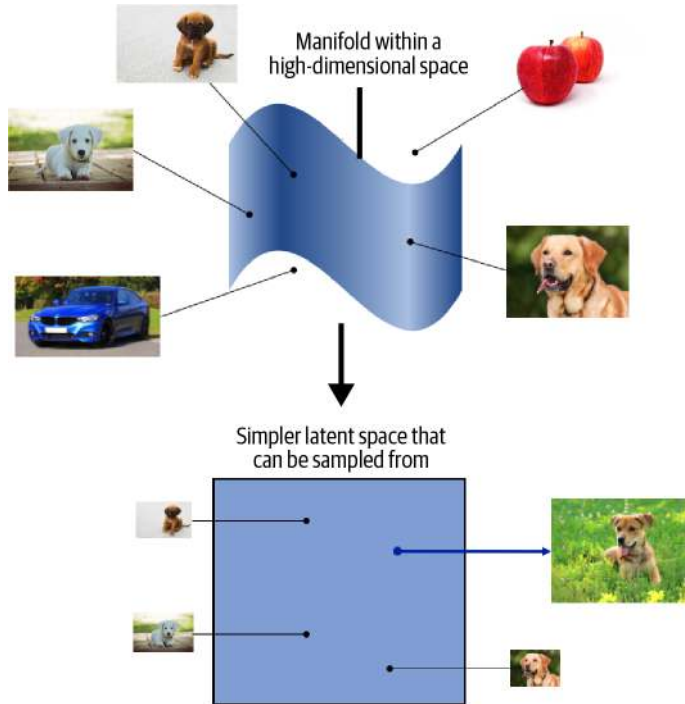 Manifold within a
high-dimensional space
Simpler latent space that
can be sampled from